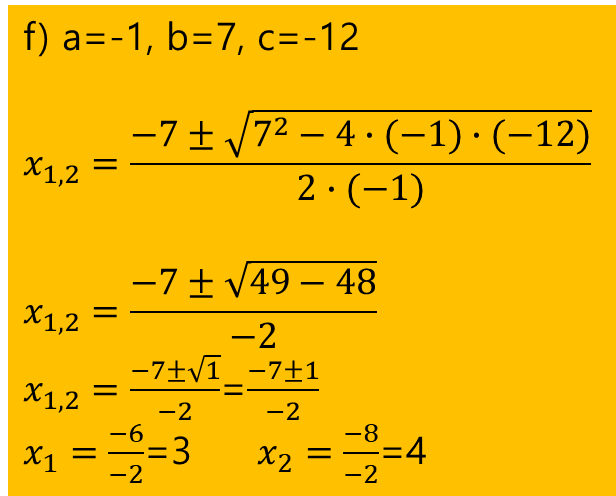 f) a=-1, b=7, c=-12
x₁,₂ = (−7 ± √(7² − 4 · (−1) · (−12))) / (2 · (−1))
x₁,₂ = (−7 ± √(49 − 48)) / (−2)
x₁,₂ = (−7±√1)/(−2)=(−7±1)/(−2)
x₁ = (−6)/(−2)=3 x₂ = (−8)/(−2)=4